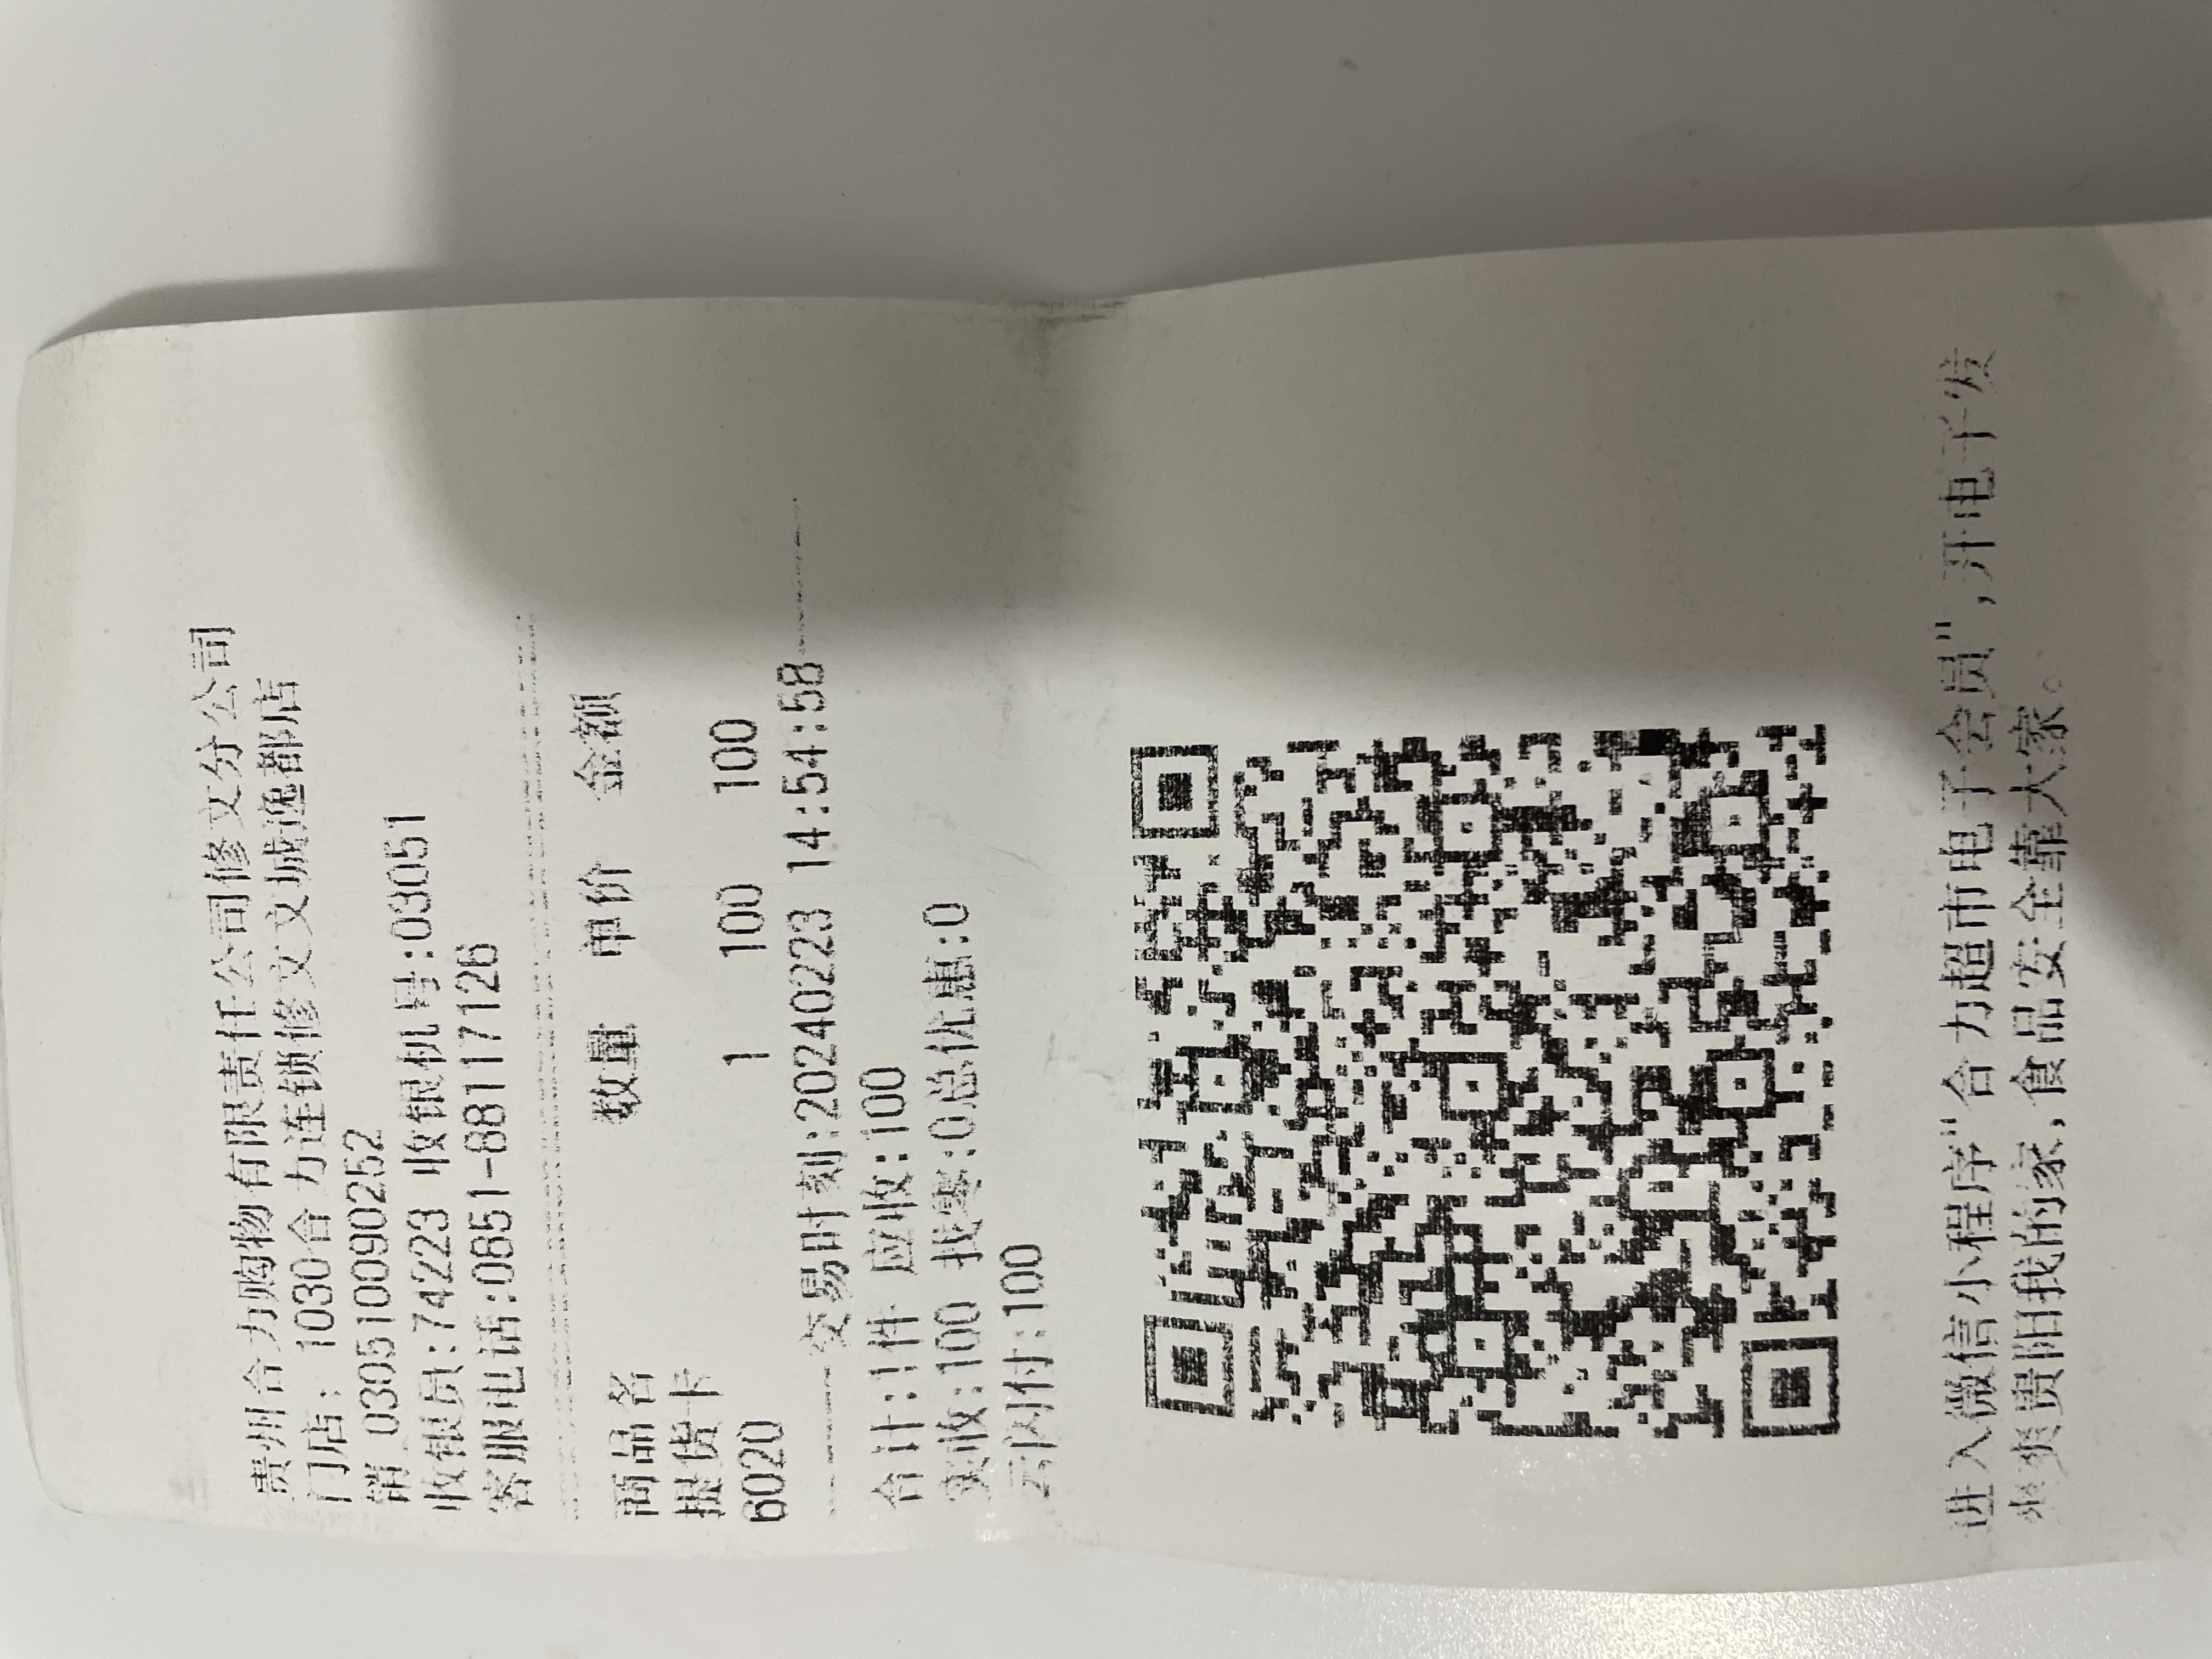 贵州合力购物有限责任公司修文分公司
门店: 1030合力连锁修文文城逸都店
销 030510090252
收银员:74223 收银机号:03051
客服电话:0851-88117126
商品名 数量 单价 金额
提货卡
6020 1 100 100
交易时刻:20240223 14:54:58
合计:1件 应收:100
实收:100 找零:0总优惠:0
云闪付:100
进入微信小程序"合力超市电子会员",开电子发
爽爽贵阳我的家,食品安全靠大家。